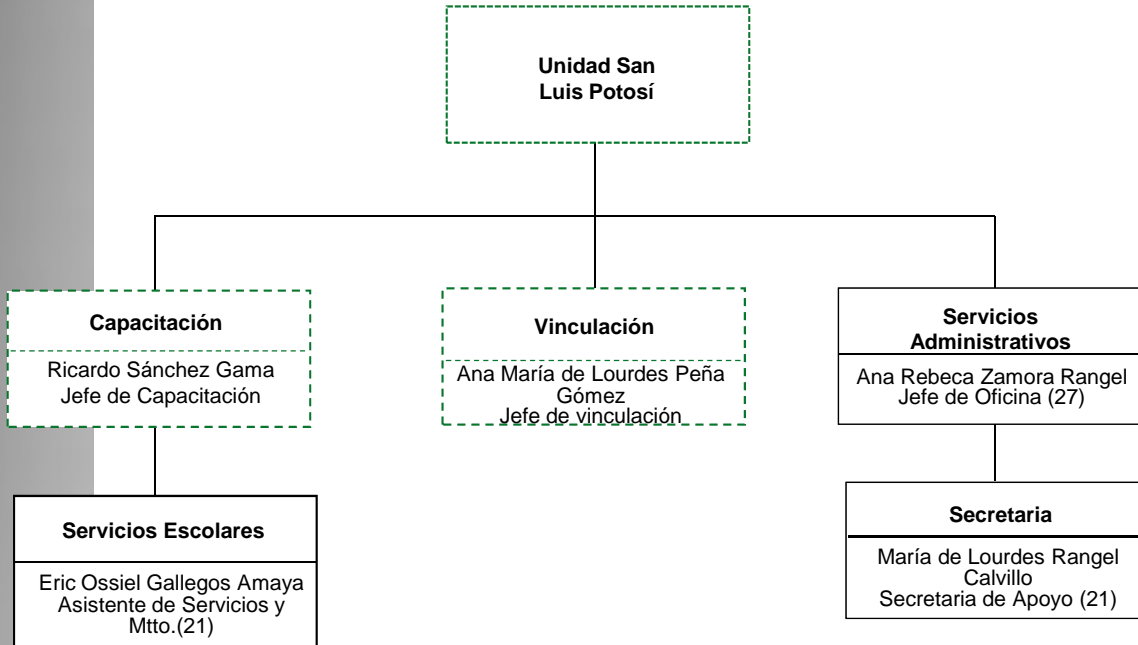 Unidad San
Luis Potosí
Capacitación
Ricardo Sánchez Gama
Jefe de Capacitación
Vinculación
Ana María de Lourdes Peña
Gómez
Jefe de vinculación
Servicios
Administrativos
Ana Rebeca Zamora Rangel
Jefe de Oficina (27)
Servicios Escolares
Eric Ossiel Gallegos Amaya
Asistente de Servicios y
Mtto.(21)
Secretaria
María de Lourdes Rangel
Calvillo
Secretaria de Apoyo (21)